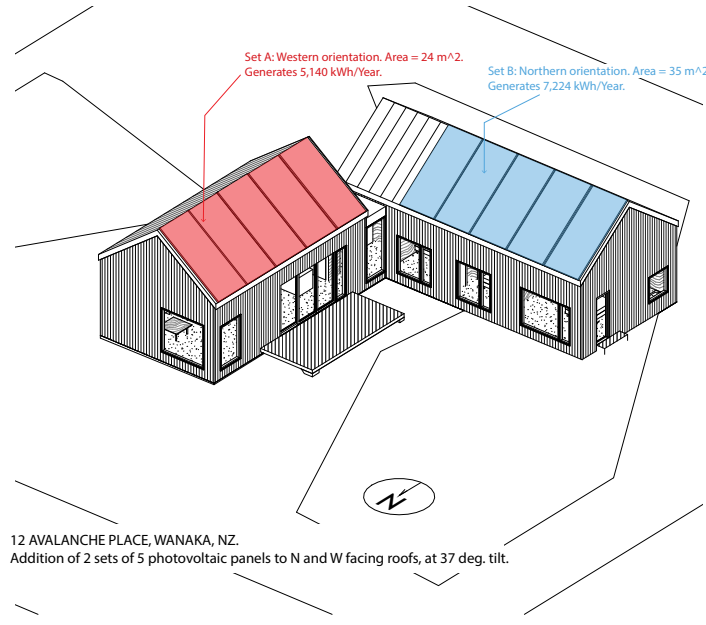 Set A: Western orientation. Area = 24 m^2.
Generates 5,140 kWh/Year.
Set B: Northern orientation. Area = 35 m^2
Generates 7,224 kWh/Year.
N
12 AVALANCHE PLACE, WANAKA, NZ.
Addition of 2 sets of 5 photovoltaic panels to N and W facing roofs, at 37 deg. tilt.